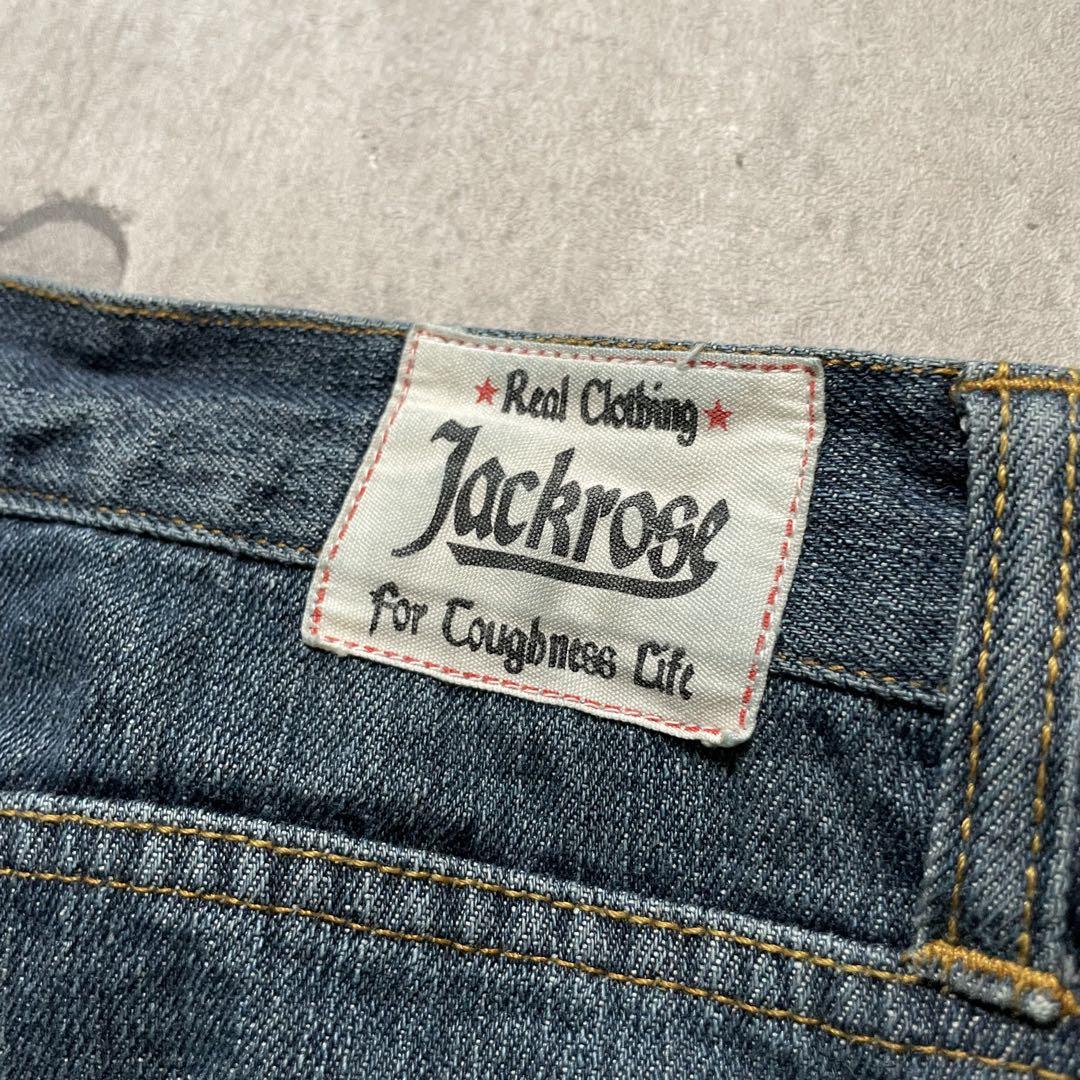 Real Clothing
Jackrose
for Toughness Life